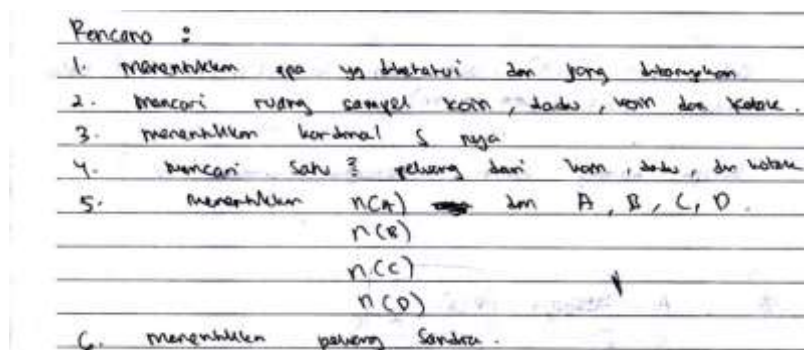 Rencana :
1. menentukan apa yg diketahui dan yang ditanyakan
2. mencari ruang sampel koin, dadu, koin dan kotak.
3. menentukan kardinal S nya
4. mencari satu2 peluang dari koin, dadu, dan kotak
5. menentukan n(A) dan A, B, C, D.
n(B)
n(C)
n(D)
6. menentukan peluang Sandra.